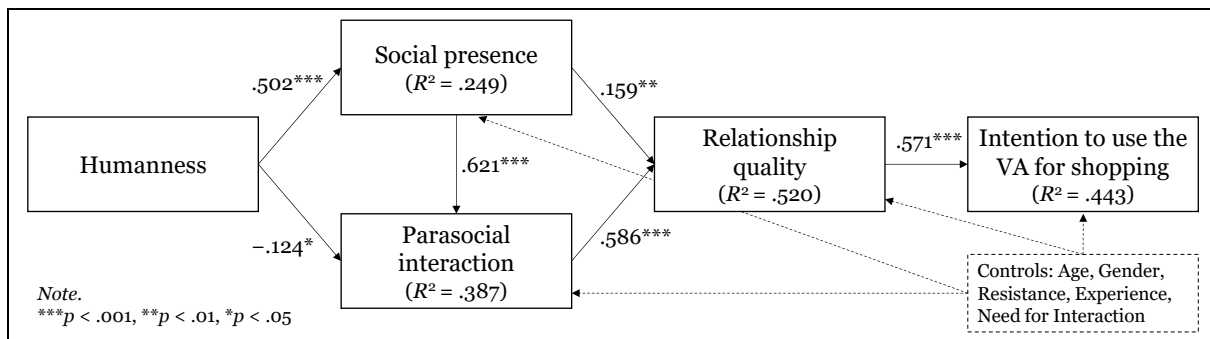 Social presence
(R² = .249)
.502***
.159**
Humanness
.621***
Relationship
quality
(R² = .520)
.571***
Intention to use the
VA for shopping
(R² = .443)
−.124*
Parasocial
interaction
(R² = .387)
.586***
Controls: Age, Gender,
Resistance, Experience,
Need for Interaction
Note.
***p < .001, **p < .01, *p < .05